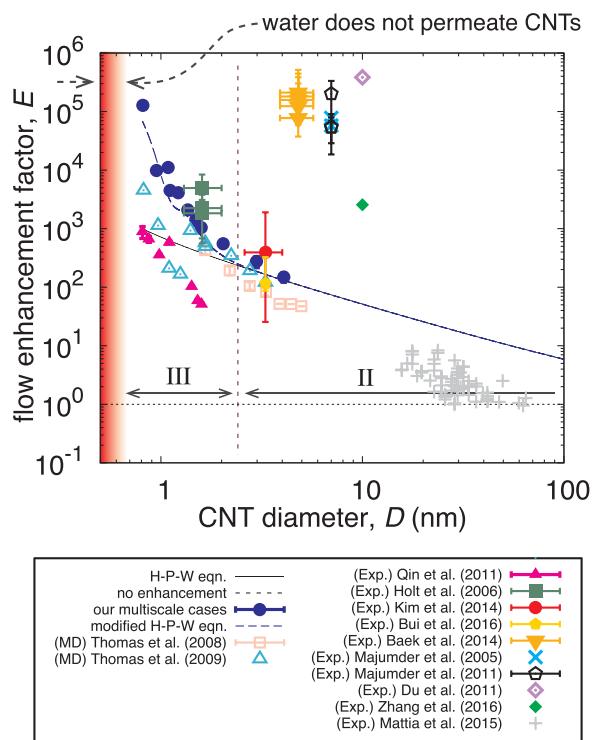 water does not permeate CNTs
10^6
10^5
10^4
10^3
10^2
10^1
10^0
10^-1
flow enhancement factor, E
III
II
1
10
100
CNT diameter, D (nm)
H-P-W eqn.
no enhancement
our multiscale cases
modified H-P-W eqn.
(MD) Thomas et al. (2008)
(MD) Thomas et al. (2009)
(Exp.) Qin et al. (2011)
(Exp.) Holt et al. (2006)
(Exp.) Kim et al. (2014)
(Exp.) Bui et al. (2016)
(Exp.) Baek et al. (2014)
(Exp.) Majumder et al. (2005)
(Exp.) Majumder et al. (2011)
(Exp.) Du et al. (2011)
(Exp.) Zhang et al. (2016)
(Exp.) Mattia et al. (2015)